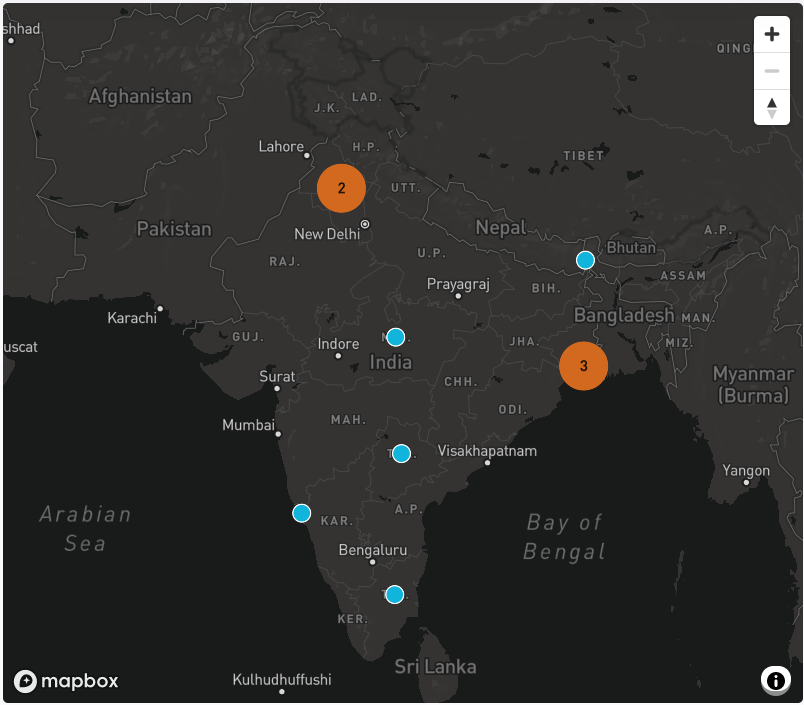 shhad
QING
Afghanistan
LAD.
J.K.
Lahore
H.P.
TIBET
2
UTT.
Pakistan
New Delhi
Nepal
A.P.
Bhutan
U.P.
RAJ.
ASSAM
Prayagraj
BIH.
Karachi
Bangladesh
MAN.
uscat
GUJ.
Indore
JHA.
MIZ.
India
3
Surat
CHH.
Myanmar
(Burma)
ODI.
MAH.
Mumbai
Visakhapatnam
Yangon
Arabian
Sea
KAR.
A.P.
Bay of
Bengal
Bengaluru
KER.
Sri Lanka
Kulhudhuffushi
mapbox